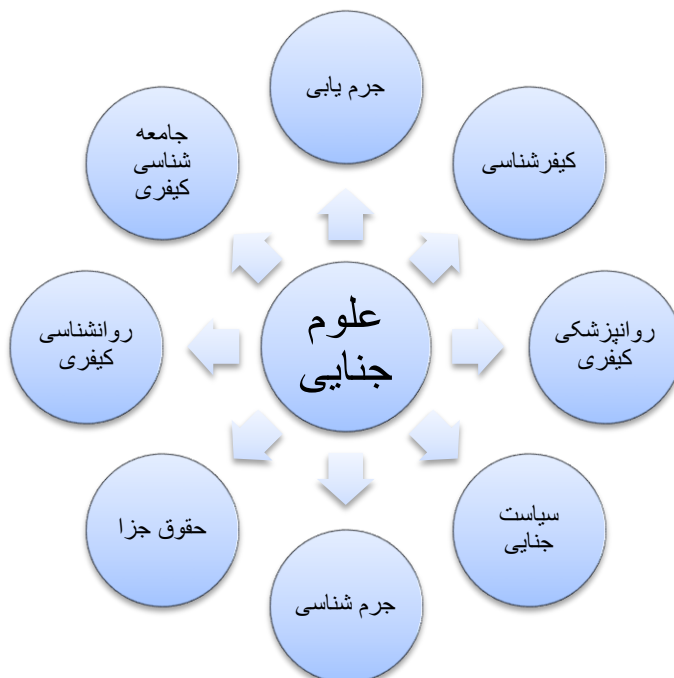 جرم یابی
کیفرشناسی
روانپزشکی
کیفری
سیاست
جنایی
جرم شناسی
حقوق جزا
روانشناسی
کیفری
جامعه
شناسی
کیفری
علوم
جنایی